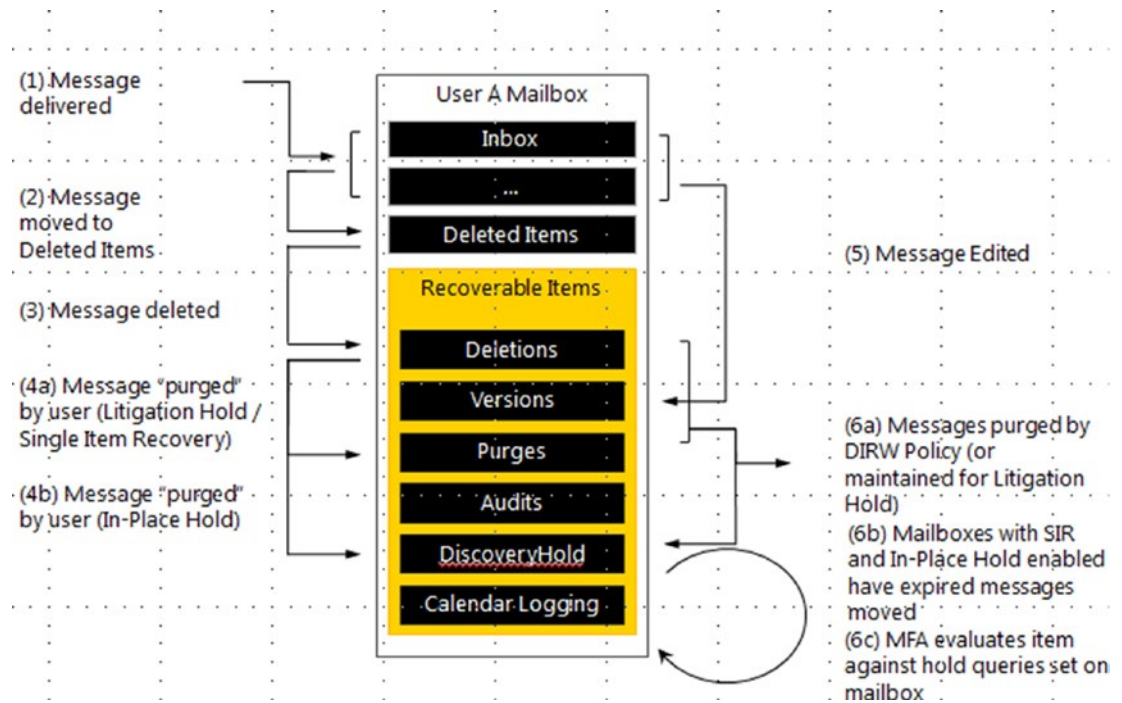 (1) Message
delivered
(2) Message
moved to
Deleted Items
(3) Message deleted
(4a) Message "purged"
by user (Litigation Hold /
Single Item Recovery)
(4b) Message "purged"
by user (In-Place Hold)
User A Mailbox
Inbox
...
Deleted Items
Recoverable Items
Deletions
Versions
Purges
Audits
DiscoveryHold
Calendar Logging
(5) Message Edited
(6a) Messages purged by
DIRW Policy (or
maintained for Litigation
Hold)
(6b) Mailboxes with SIR
and In-Place Hold enabled
have expired messages
moved
(6c) MFA evaluates item
against hold queries set on
mailbox